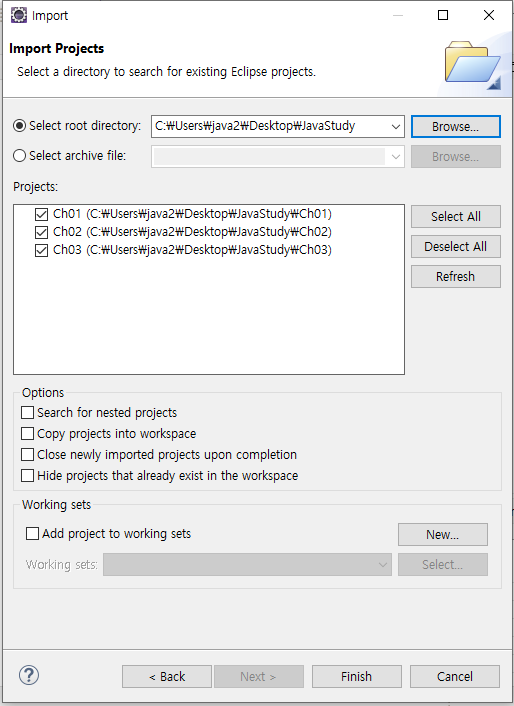 Import
Import Projects
Select a directory to search for existing Eclipse projects.
Select root directory: C:₩Users₩java2₩Desktop₩JavaStudy Browse...
Select archive file: Browse...
Projects:
Ch01 (C:₩Users₩java2₩Desktop₩JavaStudy₩Ch01)
Ch02 (C:₩Users₩java2₩Desktop₩JavaStudy₩Ch02)
Ch03 (C:₩Users₩java2₩Desktop₩JavaStudy₩Ch03)
Select All
Deselect All
Refresh
Options
Search for nested projects
Copy projects into workspace
Close newly imported projects upon completion
Hide projects that already exist in the workspace
Working sets
Add project to working sets New...
Working sets: Select...
? < Back Next > Finish Cancel